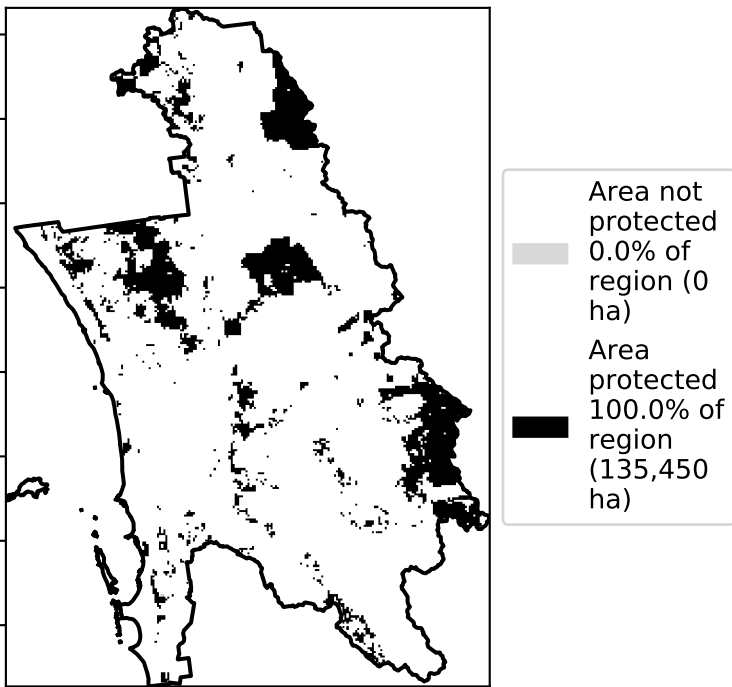 Area not
protected
0.0% of
region (0
ha)
Area
protected
100.0% of
region
(135,450
ha)